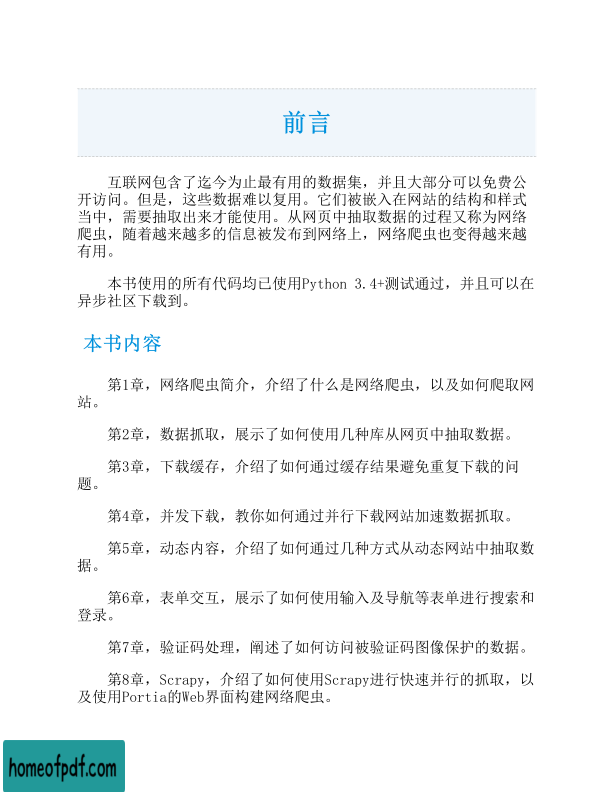 前言
互联网包含了迄今为止最有用的数据集，并且大部分可以免费公
开访问。但是，这些数据难以复用。它们被嵌入在网站的结构和样式
当中，需要抽取出来才能使用。从网页中抽取数据的过程又称为网络
爬虫，随着越来越多的信息被发布到网络上，网络爬虫也变得越来越
有用。
本书使用的所有代码均已使用Python 3.4+测试通过，并且可以在
异步社区下载到。
本书内容
第1章，网络爬虫简介，介绍了什么是网络爬虫，以及如何爬取网
站。
第2章，数据抓取，展示了如何使用几种库从网页中抽取数据。
第3章，下载缓存，介绍了如何通过缓存结果避免重复下载的问
题。
第4章，并发下载，教你如何通过并行下载网站加速数据抓取。
第5章，动态内容，介绍了如何通过几种方式从动态网站中抽取数
据。
第6章，表单交互，展示了如何使用输入及导航等表单进行搜索和
登录。
第7章，验证码处理，阐述了如何访问被验证码图像保护的数据。
第8章，Scrapy，介绍了如何使用Scrapy进行快速并行的抓取，以
及使用Portia的Web界面构建网络爬虫。
homeofpdf.com